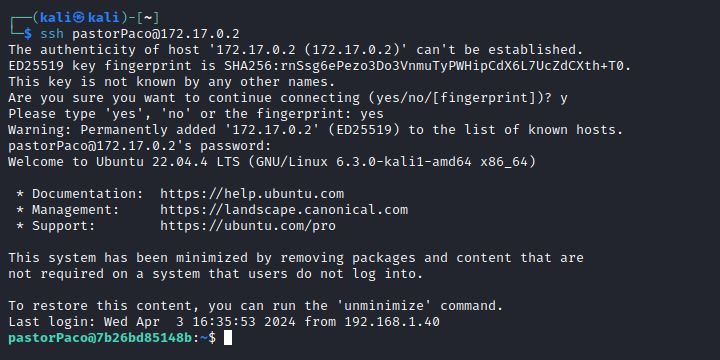 ┌──(kali㉿kali)-[~]
└─$ ssh pastorPaco@172.17.0.2
The authenticity of host '172.17.0.2 (172.17.0.2)' can't be established.
ED25519 key fingerprint is SHA256:rnSsg6ePezo3Do3VnmuTyPWHipCdX6L7UcZdCXth+T0.
This key is not known by any other names.
Are you sure you want to continue connecting (yes/no/[fingerprint])? y
Please type 'yes', 'no' or the fingerprint: yes
Warning: Permanently added '172.17.0.2' (ED25519) to the list of known hosts.
pastorPaco@172.17.0.2's password:
Welcome to Ubuntu 22.04.4 LTS (GNU/Linux 6.3.0-kali1-amd64 x86_64)

 * Documentation:  https://help.ubuntu.com
 * Management:     https://landscape.canonical.com
 * Support:        https://ubuntu.com/pro

This system has been minimized by removing packages and content that are
not required on a system that users do not log into.

To restore this content, you can run the 'unminimize' command.
Last login: Wed Apr  3 16:35:53 2024 from 192.168.1.40
pastorPaco@7b26bd85148b:~$